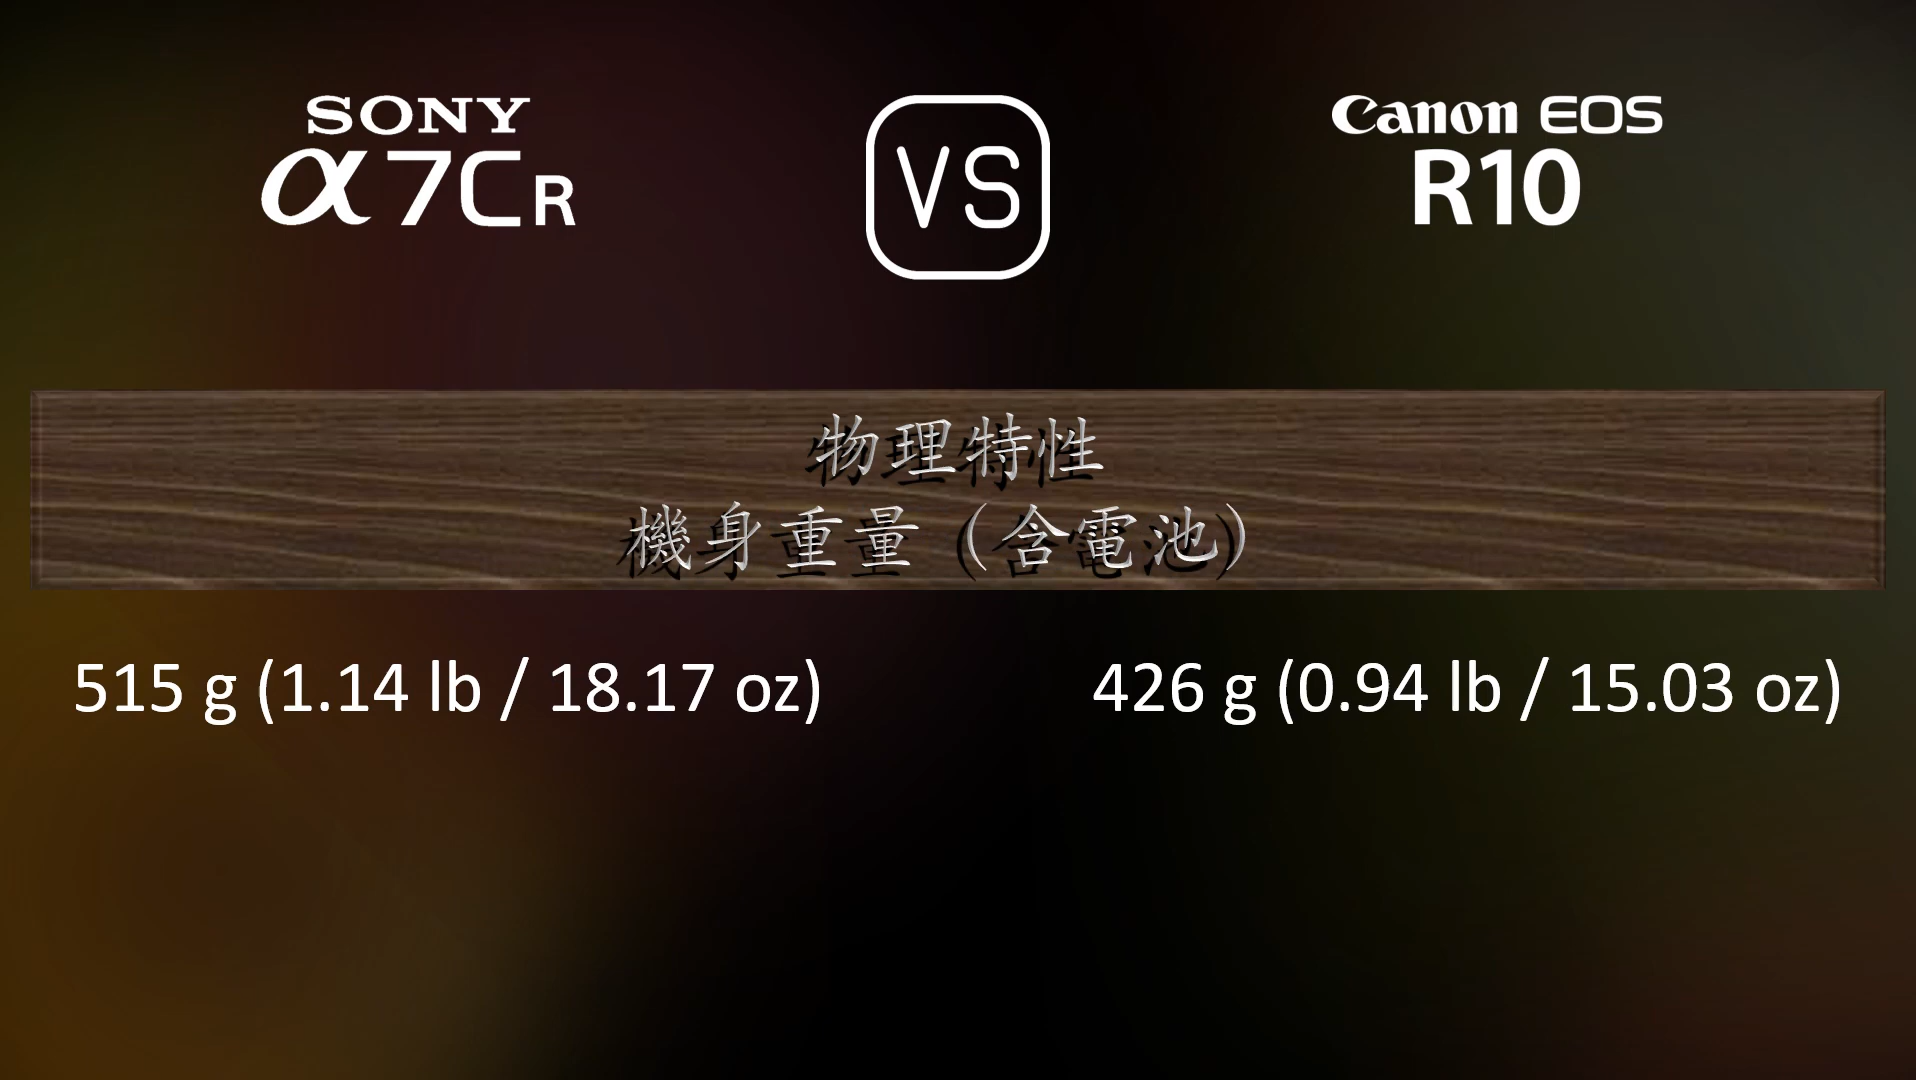 SONY
α7CR
VS
Canon EOS
R10
物理特性
機身重量（含電池）
515 g (1.14 lb / 18.17 oz)
426 g (0.94 lb / 15.03 oz)